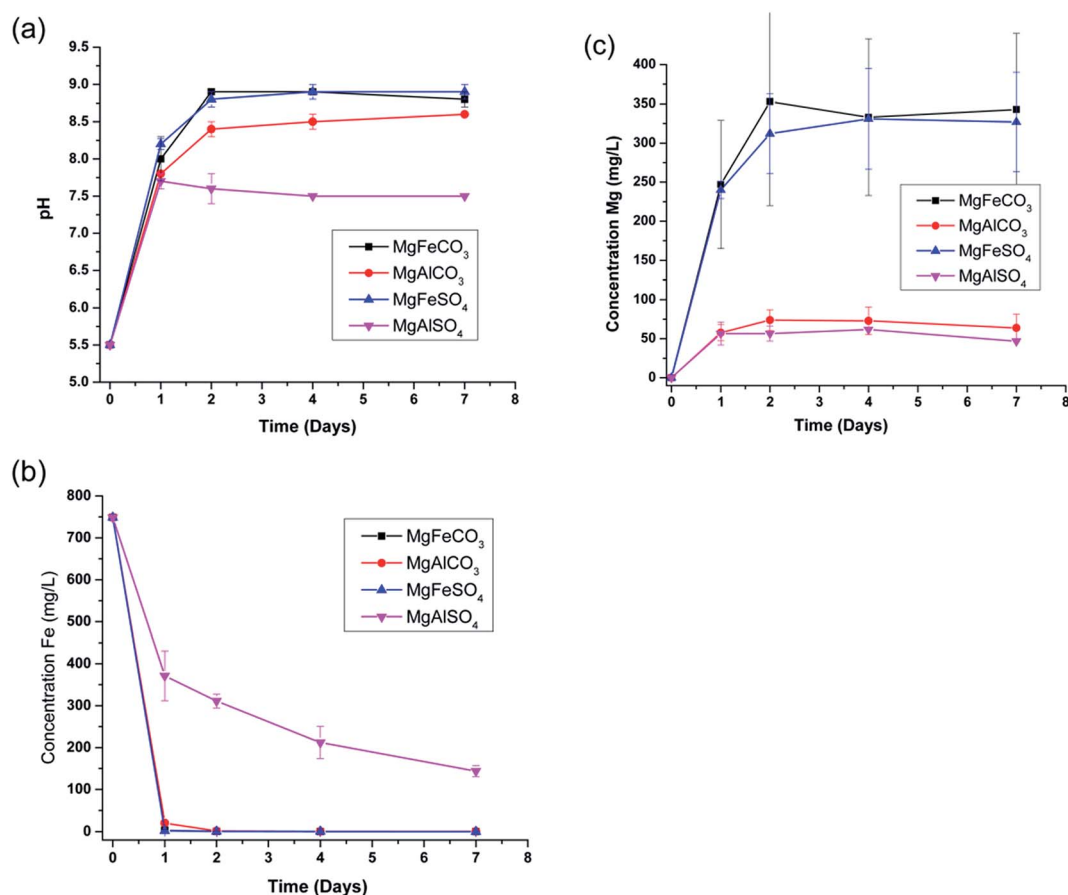 (a)
9.5
9.0
8.5
8.0
7.5
7.0
6.5
6.0
5.5
5.0
pH
0 1 2 3 4 5 6 7 8
Time (Days)
MgFeCO₃
MgAlCO₃
MgFeSO₄
MgAlSO₄
(c)
400
350
300
250
200
150
100
50
0
Concentration Mg (mg/L)
0 1 2 3 4 5 6 7 8
Time (Days)
MgFeCO₃
MgAlCO₃
MgFeSO₄
MgAlSO₄
(b)
800
700
600
500
400
300
200
100
0
Concentration Fe (mg/L)
0 1 2 3 4 5 6 7 8
Time (Days)
MgFeCO₃
MgAlCO₃
MgFeSO₄
MgAlSO₄